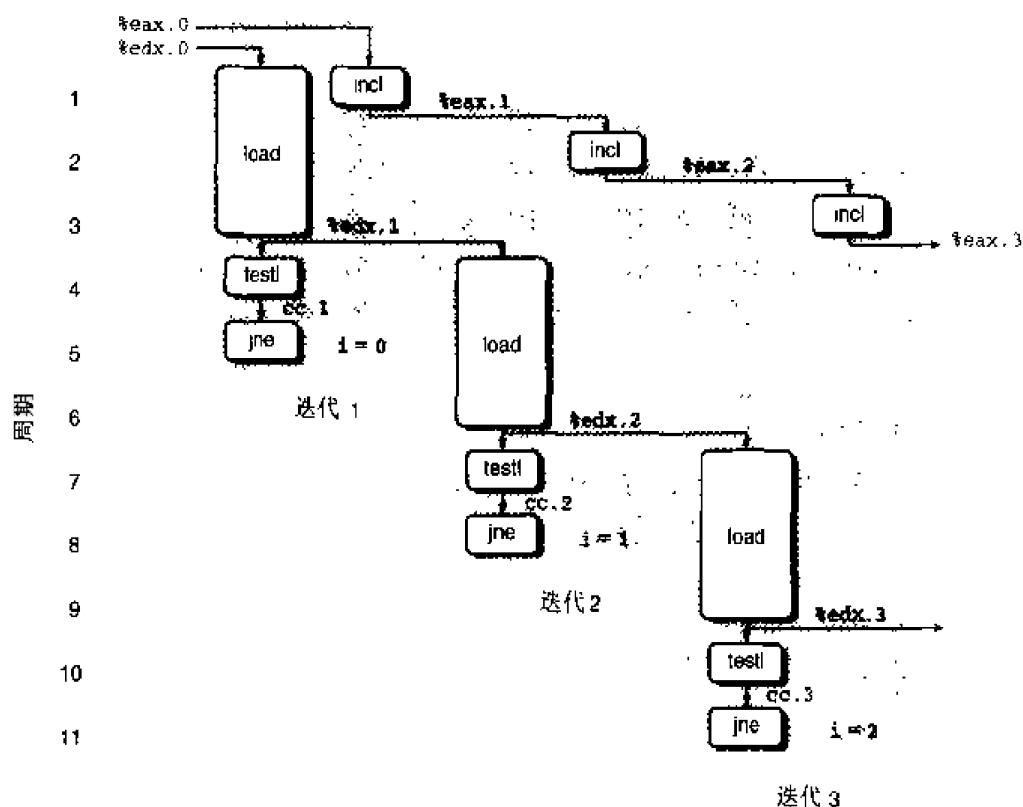 %eax.0
%edx.0
1
load
incl
%eax.1
2
incl
%eax.2
3
incl
%eax.3
%edx.1
4
testl
cc.1
5
jne
i = 0
load
周期
迭代 1
6
%edx.2
7
testl
cc.2
8
jne
i = 1
load
迭代 2
9
%edx.3
10
testl
cc.3
11
jne
i = 2
迭代 3